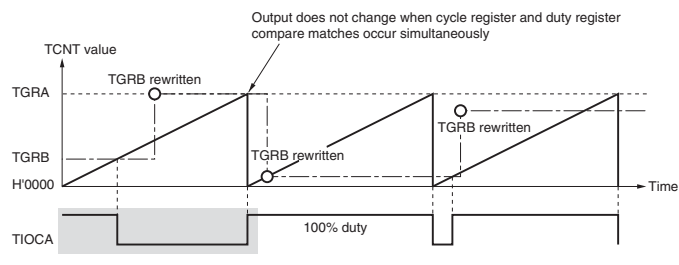 Output does not change when cycle register and duty register
compare matches occur simultaneously
TCNT value
TGRB rewritten
TGRA
TGRB rewritten
TGRB
TGRB rewritten
H'0000
Time
100% duty
TIOCA